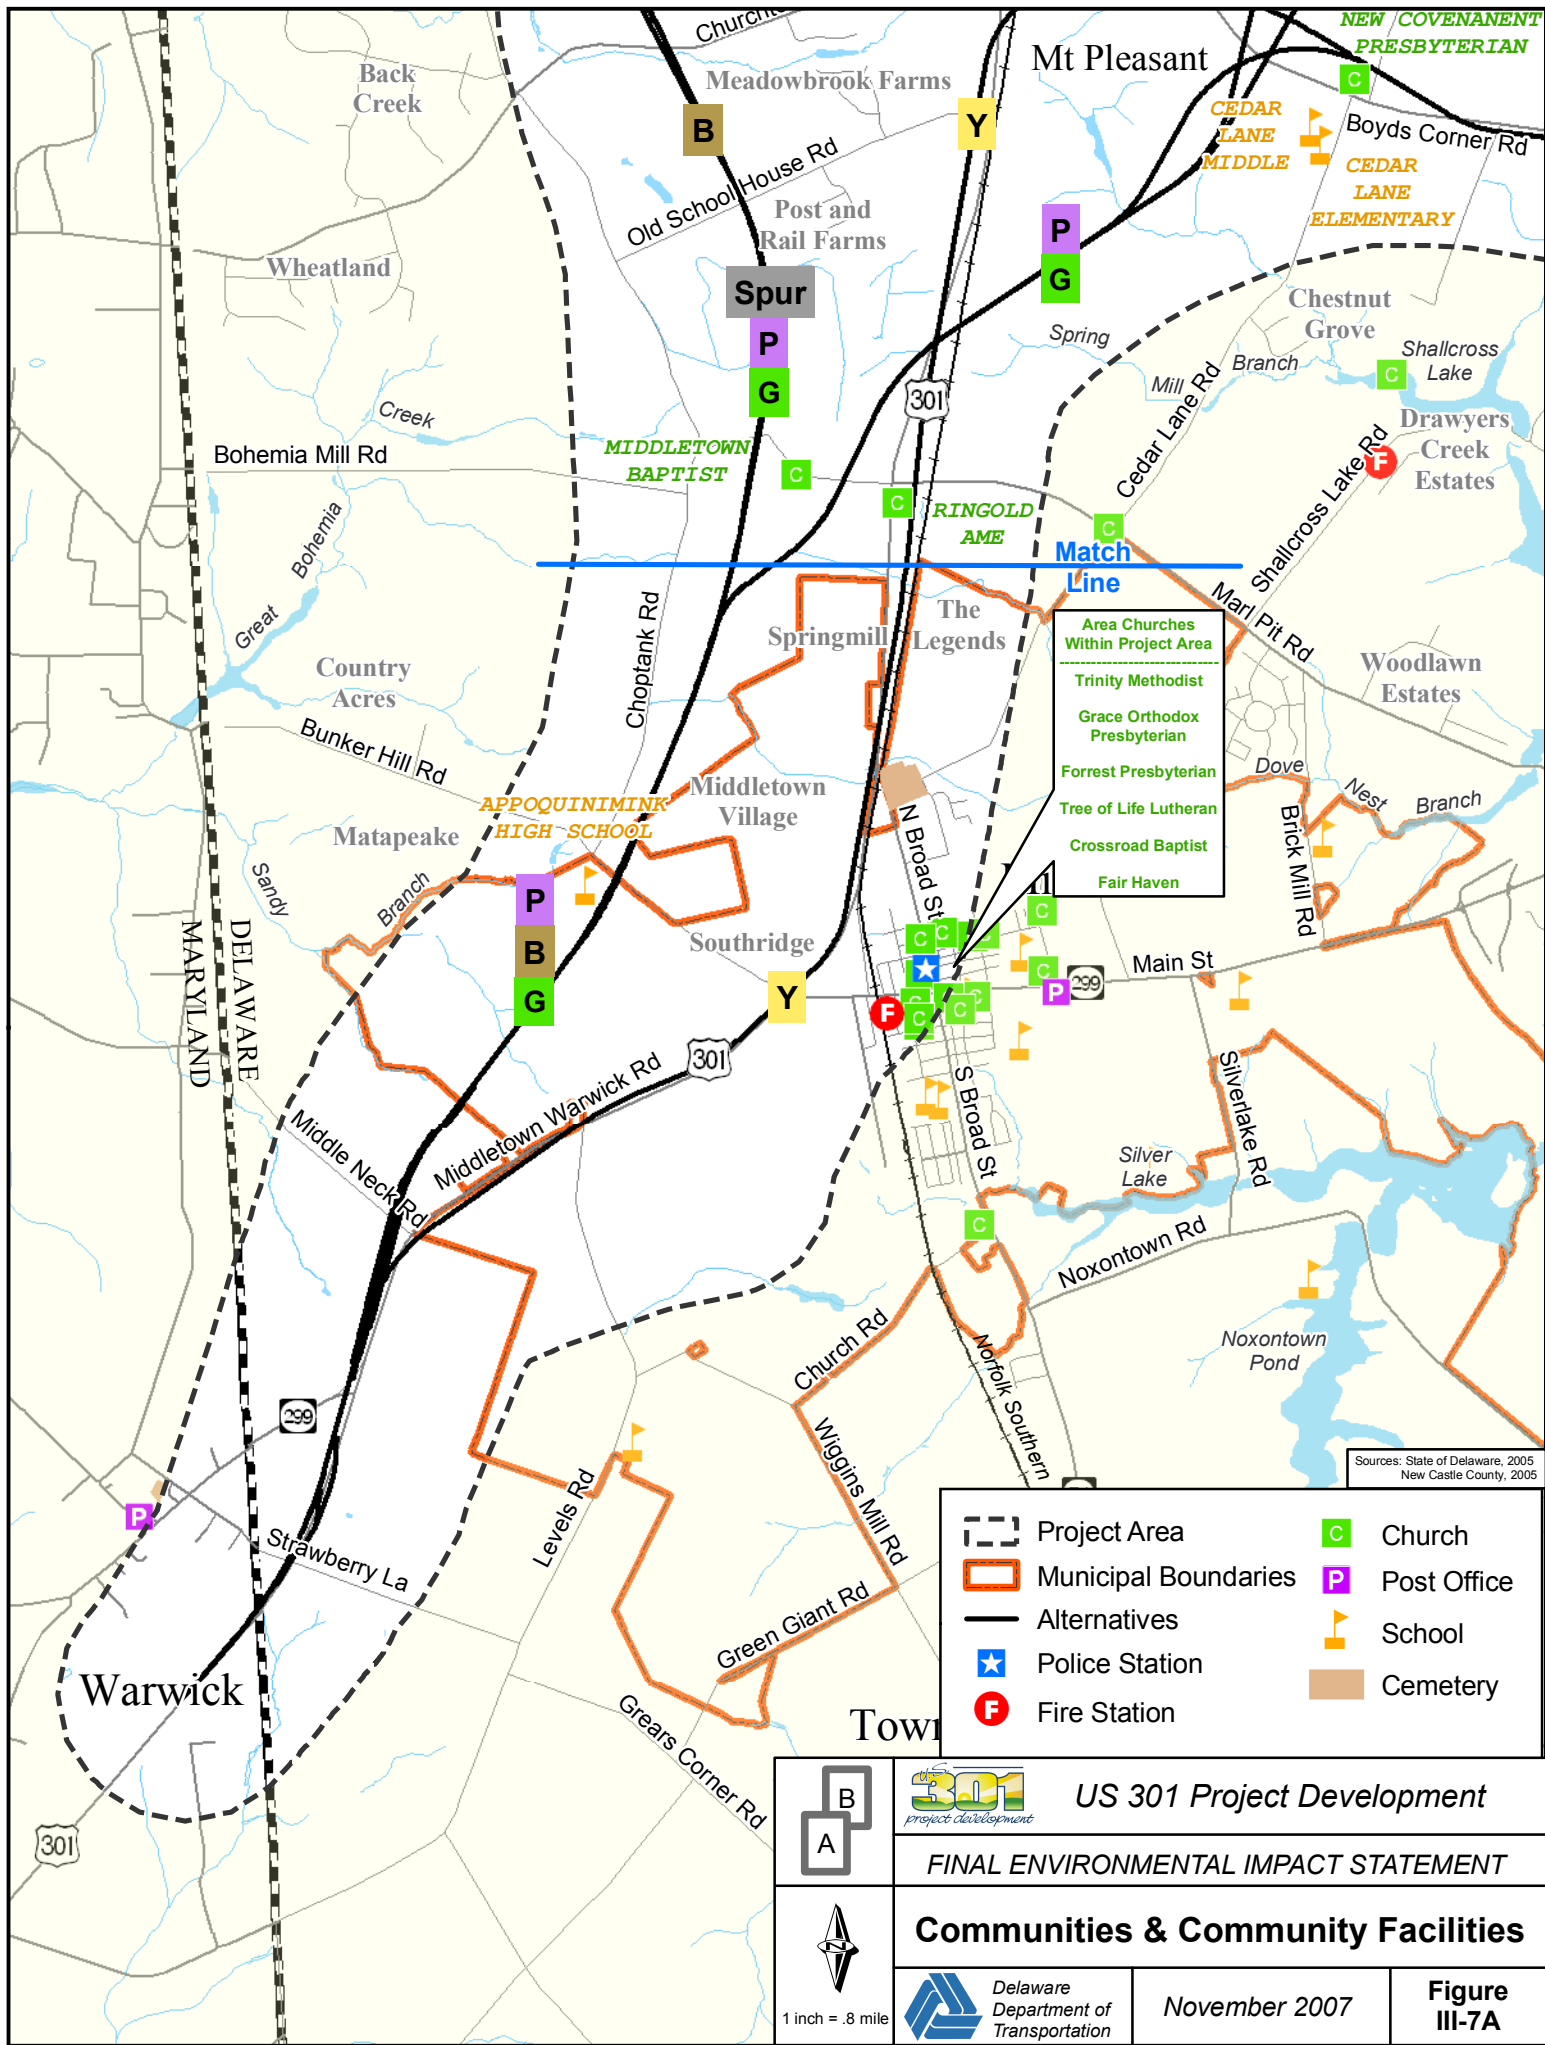 NEW COVENANENT
PRESBYTERIAN
Mt Pleasant
Back
Creek
Meadowbrook Farms
B
Y
C
CEDAR
LANE
MIDDLE
Boyds Corner Rd
CEDAR
LANE
ELEMENTARY
Old School House Rd
Post and
Rail Farms
P
G
Wheatland
Spur
P
G
Chestnut
Grove
Spring
Mill
Branch
Shallcross
Lake
C
301
Creek
Bohemia Mill Rd
MIDDLETOWN
BAPTIST
C
C
RINGOLD
AME
Cedar Lane Rd
C
Drawyers
Creek
Estates
F
Shallcross Lake Rd
Bohemia
Great
Match
Line
Marl Pit Rd
The
Legends
Springmill
Choptank Rd
Country
Acres
Bunker Hill Rd
Area Churches
Within Project Area
Trinity Methodist
Grace Orthodox
Presbyterian
Forrest Presbyterian
Tree of Life Lutheran
Crossroad Baptist
Fair Haven
Woodlawn
Estates
Dove
Nest
Branch
Middletown
Village
APPOQUINIMINK
HIGH SCHOOL
Matapeake
N Broad St
Brick Mill Rd
Sandy
Branch
P
B
G
MARYLAND
DELAWARE
Southridge
Y
C
C
C
C
C
C
C
C
F
P
299
Main St
301
Middletown Warwick Rd
Middle Neck Rd
S Broad St
Silverlake Rd
Silver
Lake
C
Noxontown Rd
Noxontown
Pond
Church Rd
Norfolk Southern
299
Wiggins Mill Rd
Levels Rd
P
Strawberry La
Green Giant Rd
Warwick
Grears Corner Rd
Town
301
Sources: State of Delaware, 2005
New Castle County, 2005
Project Area
Municipal Boundaries
Alternatives
Police Station
F Fire Station
C Church
P Post Office
School
Cemetery
B
A
U.S.
301
project development
US 301 Project Development
FINAL ENVIRONMENTAL IMPACT STATEMENT
N
1 inch = .8 mile
Communities & Community Facilities
Delaware
Department of
Transportation
November 2007
Figure
III-7A